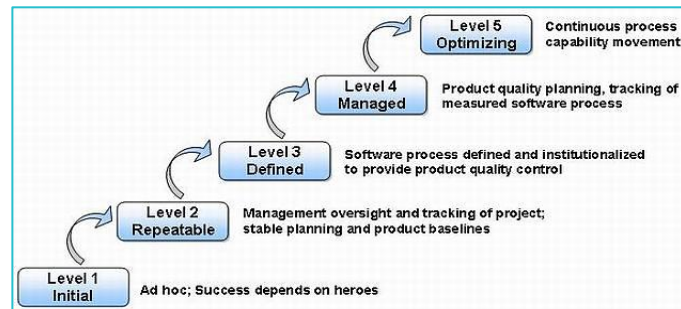 Level 5
Optimizing
Continuous process
capability movement
Level 4
Managed
Product quality planning, tracking of
measured software process
Level 3
Defined
Software process defined and institutionalized
to provide product quality control
Level 2
Repeatable
Management oversight and tracking of project;
stable planning and product baselines
Level 1
Initial
Ad hoc; Success depends on heroes